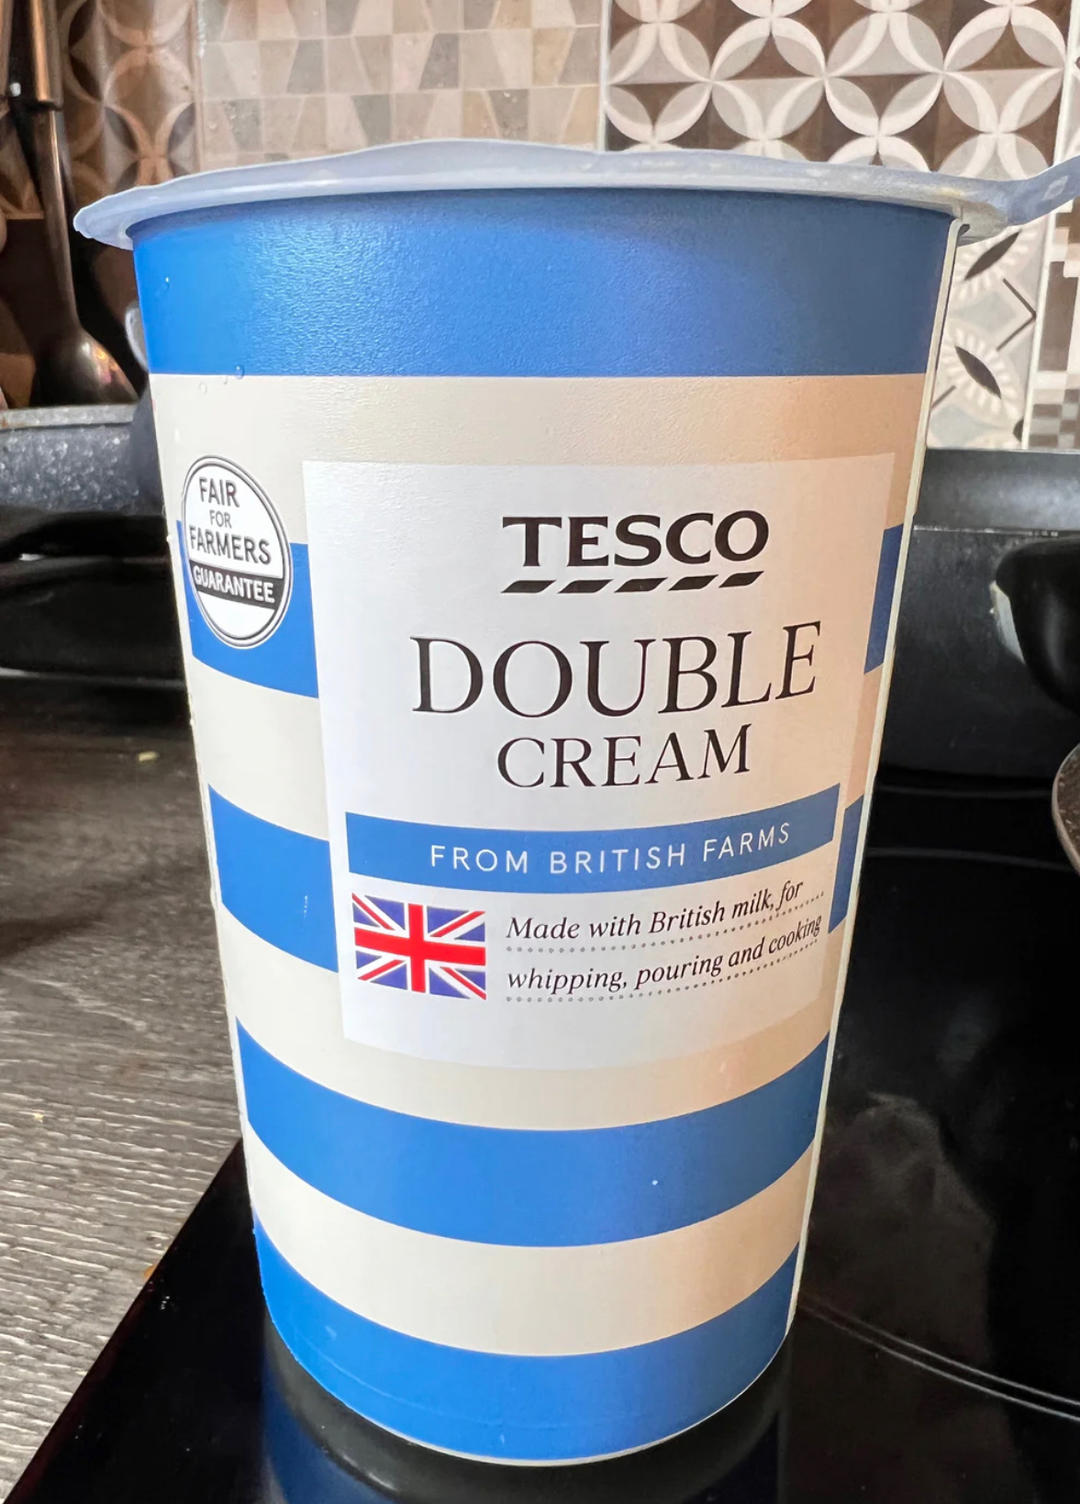 FAIR
FOR
FARMERS
GUARANTEE
TESCO
DOUBLE
CREAM
FROM BRITISH FARMS
Made with British milk, for
whipping, pouring and cooking